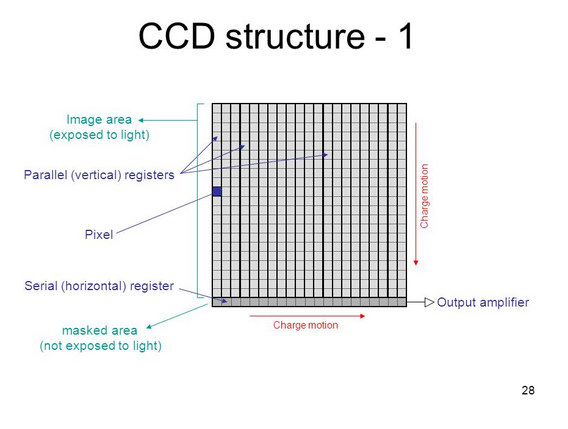 CCD structure - 1
Image area
(exposed to light)
Parallel (vertical) registers
Charge motion
Pixel
Serial (horizontal) register
Output amplifier
Charge motion
masked area
(not exposed to light)
28